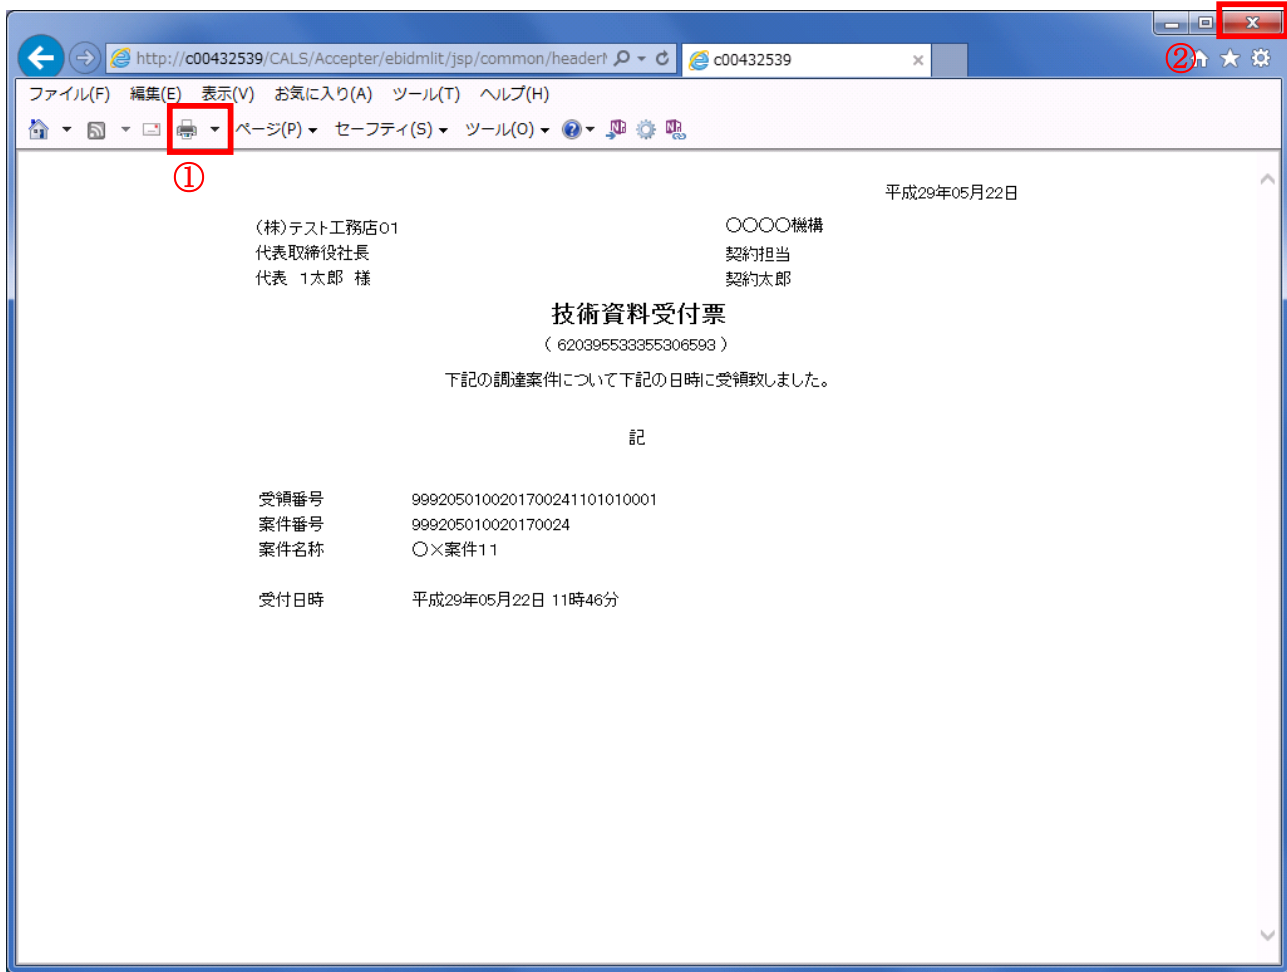 http://c00432539/CALS/Accepter/ebidmlit/jsp/common/header
c00432539
②
ファイル(F) 編集(E) 表示(V) お気に入り(A) ツール(T) ヘルプ(H)
ページ(P) セーフティ(S) ツール(O)
①
平成29年05月22日
(株)テスト工務店01
〇〇〇〇機構
代表取締役社長
契約担当
代表 1太郎 様
契約太郎
技術資料受付票
( 620395533355306593 )
下記の調達案件について下記の日時に受領致しました。
記
受領番号 9992050100201700241101010001
案件番号 999205010020170024
案件名称 〇×案件11
受付日時 平成29年05月22日 11時46分